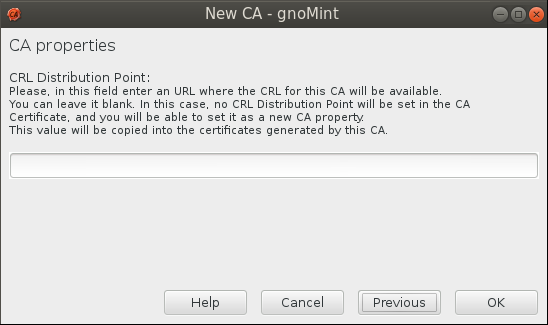 New CA - gnoMint
CA properties
CRL Distribution Point:
Please, in this field enter an URL where the CRL for this CA will be available.
You can leave it blank. In this case, no CRL Distribution Point will be set in the CA
Certificate, and you will be able to set it as a new CA property.
This value will be copied into the certificates generated by this CA.
Help
Cancel
Previous
OK